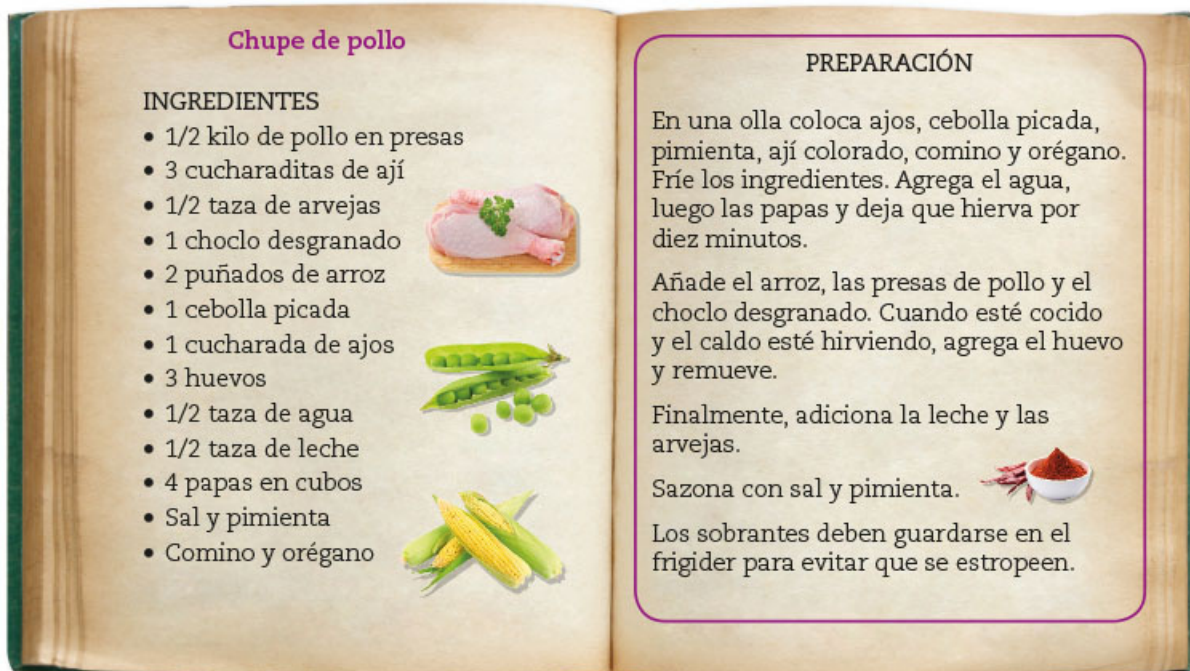 Chupe de pollo
INGREDIENTES
• 1/2 kilo de pollo en presas
• 3 cucharaditas de ají
• 1/2 taza de arvejas
• 1 choclo desgranado
• 2 puñados de arroz
• 1 cebolla picada
• 1 cucharada de ajos
• 3 huevos
• 1/2 taza de agua
• 1/2 taza de leche
• 4 papas en cubos
• Sal y pimienta
• Comino y orégano
PREPARACIÓN
En una olla coloca ajos, cebolla picada,
pimienta, ají colorado, comino y orégano.
Fríe los ingredientes. Agrega el agua,
luego las papas y deja que hierva por
diez minutos.
Añade el arroz, las presas de pollo y el
choclo desgranado. Cuando esté cocido
y el caldo esté hirviendo, agrega el huevo
y remueve.
Finalmente, adiciona la leche y las
arvejas.
Sazona con sal y pimienta.
Los sobrantes deben guardarse en el
frigider para evitar que se estropeen.